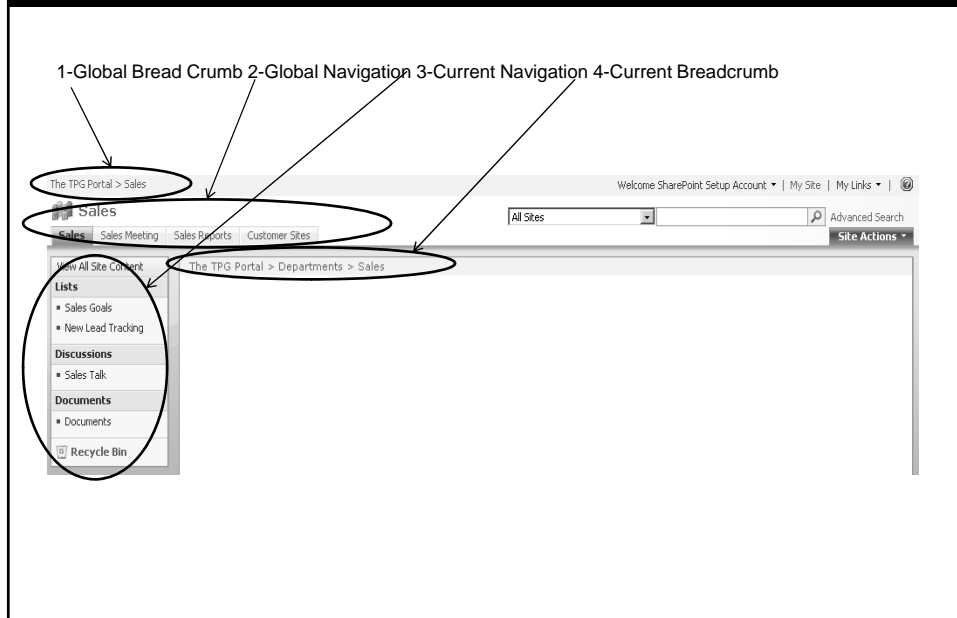 1-Global Bread Crumb 2-Global Navigation 3-Current Navigation 4-Current Breadcrumb
The TPG Portal > Sales
Welcome SharePoint Setup Account ▾ | My Site | My Links ▾ |
Sales
All Sites
Advanced Search
Sales Sales Meeting Sales Reports Customer Sites
Site Actions ▾
View All Site Content
The TPG Portal > Departments > Sales
Lists
▪ Sales Goals
▪ New Lead Tracking
Discussions
▪ Sales Talk
Documents
▪ Documents
Recycle Bin